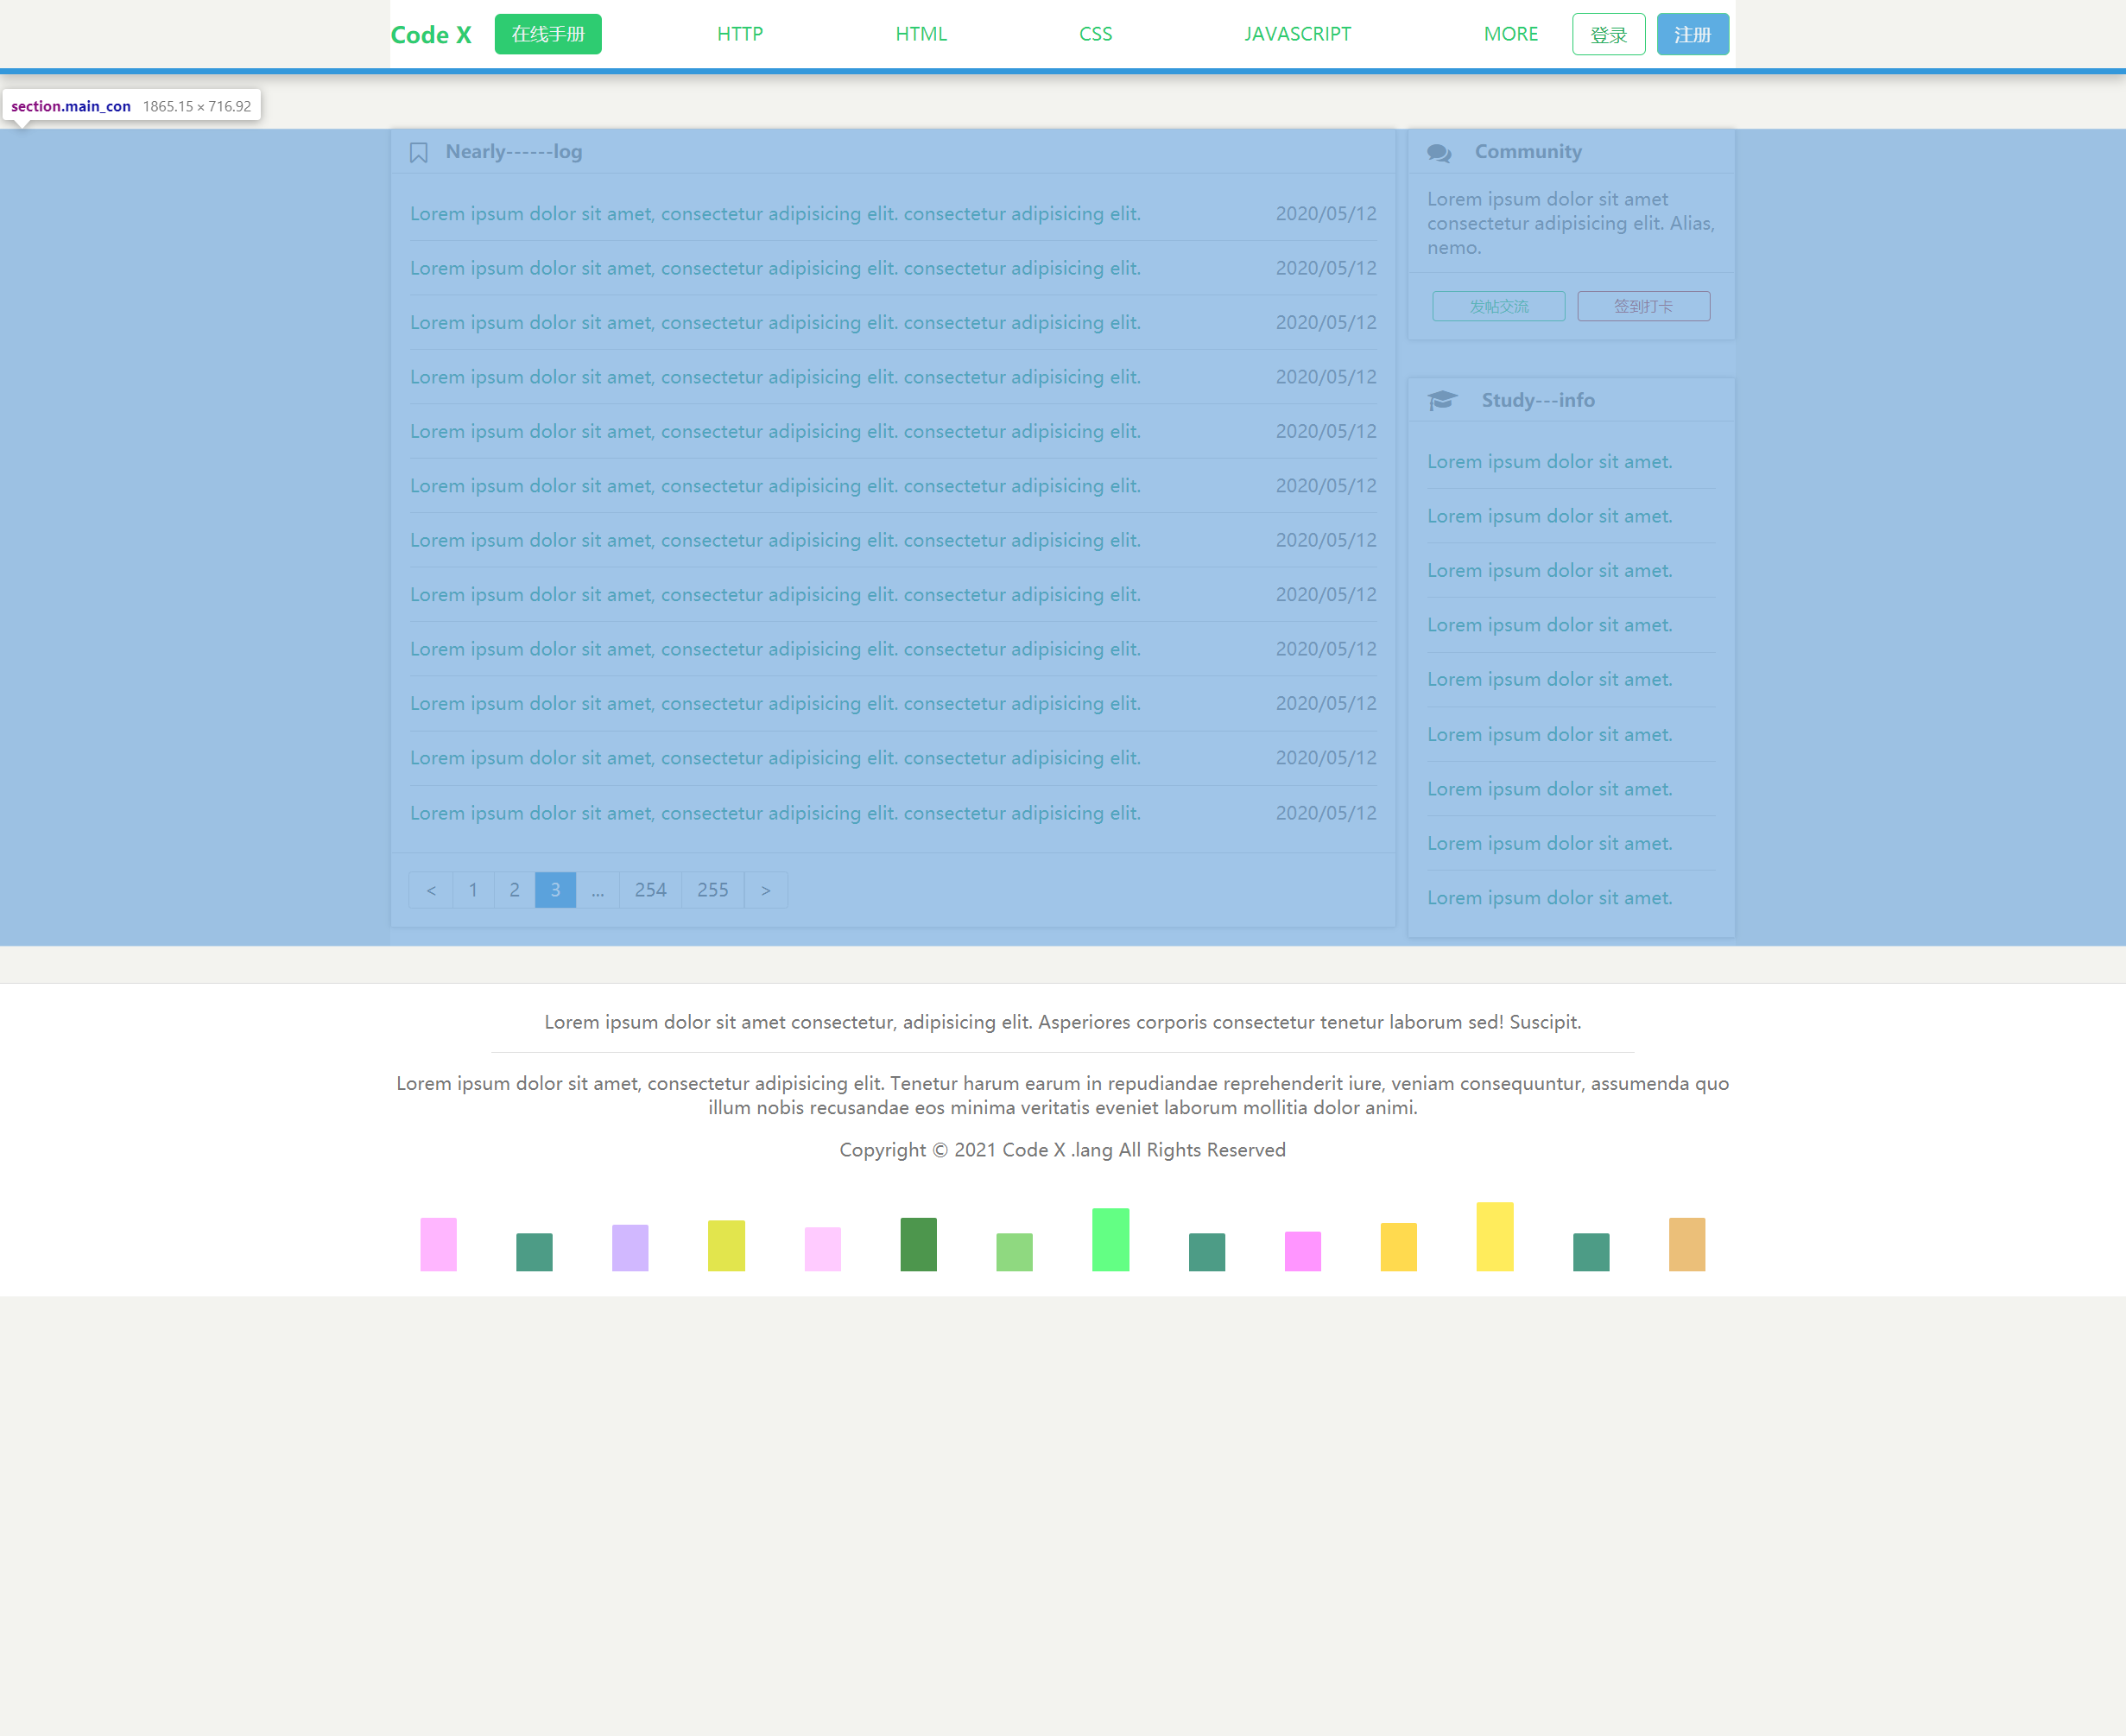 Code X 在线手册 HTTP HTML CSS JAVASCRIPT MORE 登录 注册
section.main_con 1865.15 × 716.92
Nearly------log
Lorem ipsum dolor sit amet, consectetur adipisicing elit. consectetur adipisicing elit. 2020/05/12
Lorem ipsum dolor sit amet, consectetur adipisicing elit. consectetur adipisicing elit. 2020/05/12
Lorem ipsum dolor sit amet, consectetur adipisicing elit. consectetur adipisicing elit. 2020/05/12
Lorem ipsum dolor sit amet, consectetur adipisicing elit. consectetur adipisicing elit. 2020/05/12
Lorem ipsum dolor sit amet, consectetur adipisicing elit. consectetur adipisicing elit. 2020/05/12
Lorem ipsum dolor sit amet, consectetur adipisicing elit. consectetur adipisicing elit. 2020/05/12
Lorem ipsum dolor sit amet, consectetur adipisicing elit. consectetur adipisicing elit. 2020/05/12
Lorem ipsum dolor sit amet, consectetur adipisicing elit. consectetur adipisicing elit. 2020/05/12
Lorem ipsum dolor sit amet, consectetur adipisicing elit. consectetur adipisicing elit. 2020/05/12
Lorem ipsum dolor sit amet, consectetur adipisicing elit. consectetur adipisicing elit. 2020/05/12
Lorem ipsum dolor sit amet, consectetur adipisicing elit. consectetur adipisicing elit. 2020/05/12
Lorem ipsum dolor sit amet, consectetur adipisicing elit. consectetur adipisicing elit. 2020/05/12
< 1 2 3 ... 254 255 >
Community
Lorem ipsum dolor sit amet
consectetur adipisicing elit. Alias,
nemo.
发帖交流 签到打卡
Study---info
Lorem ipsum dolor sit amet.
Lorem ipsum dolor sit amet.
Lorem ipsum dolor sit amet.
Lorem ipsum dolor sit amet.
Lorem ipsum dolor sit amet.
Lorem ipsum dolor sit amet.
Lorem ipsum dolor sit amet.
Lorem ipsum dolor sit amet.
Lorem ipsum dolor sit amet.
Lorem ipsum dolor sit amet consectetur, adipisicing elit. Asperiores corporis consectetur tenetur laborum sed! Suscipit.
Lorem ipsum dolor sit amet, consectetur adipisicing elit. Tenetur harum earum in repudiandae reprehenderit iure, veniam consequuntur, assumenda quo
illum nobis recusandae eos minima veritatis eveniet laborum mollitia dolor animi.
Copyright © 2021 Code X .lang All Rights Reserved